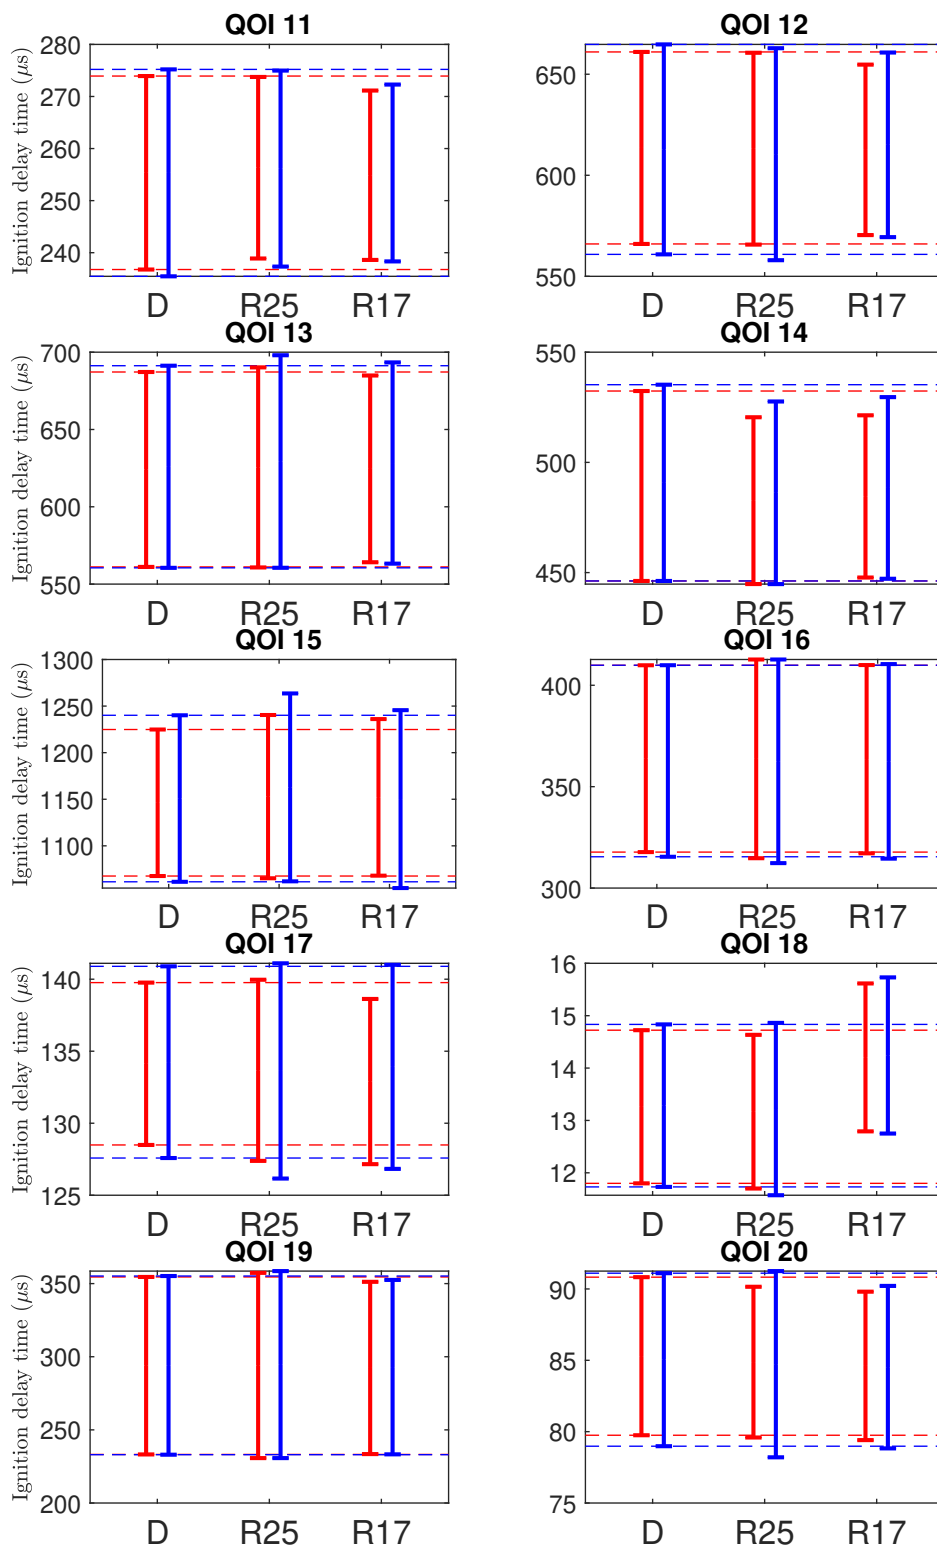 QOI 11
Ignition delay time (μs)
280
270
260
250
240
D R25 R17
QOI 12
650
600
550
D R25 R17
QOI 13
Ignition delay time (μs)
700
650
600
550
D R25 R17
QOI 14
550
500
450
D R25 R17
QOI 15
Ignition delay time (μs)
1300
1250
1200
1150
1100
D R25 R17
QOI 16
400
350
300
D R25 R17
QOI 17
Ignition delay time (μs)
140
135
130
125
D R25 R17
QOI 18
16
15
14
13
12
D R25 R17
QOI 19
Ignition delay time (μs)
350
300
250
200
D R25 R17
QOI 20
90
85
80
75
D R25 R17